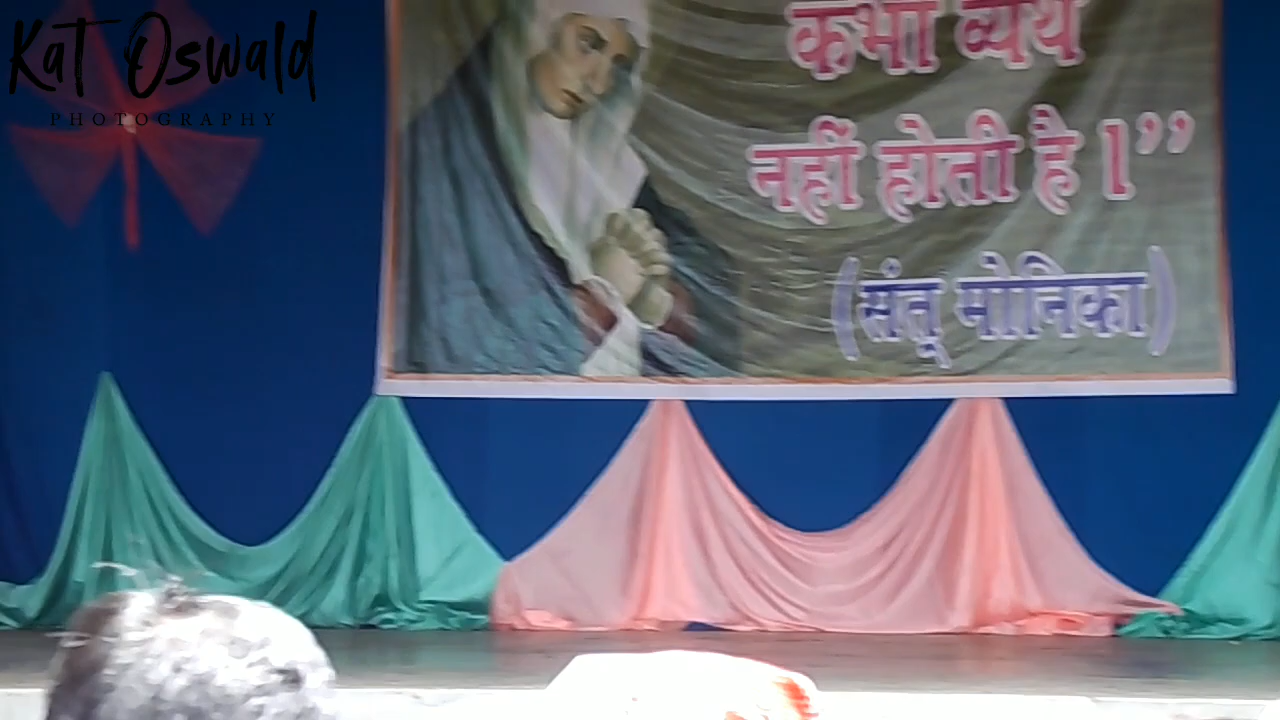 Kat Oswald
PHOTOGRAPHY
कभी व्यर्थ
नहीं होती है।”
(संत मोनिका)